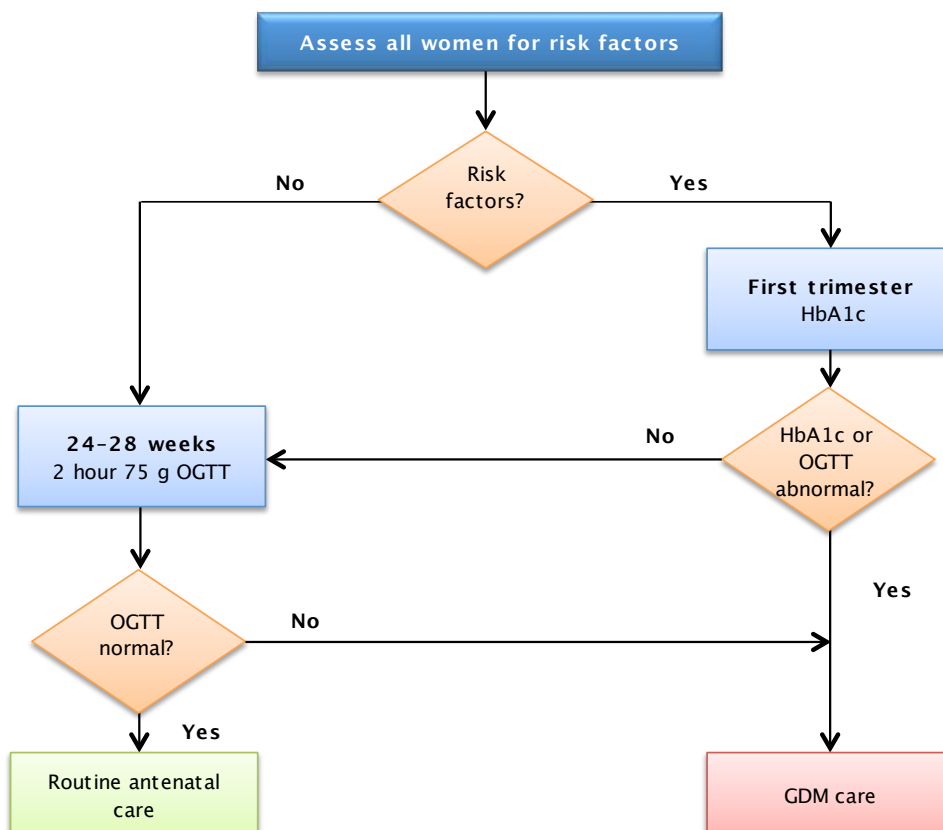 Assess all women for risk factors
Risk
factors?
No
Yes
First trimester
HbA1c
24–28 weeks
2 hour 75 g OGTT
No
HbA1c or
OGTT
abnormal?
Yes
OGTT
normal?
No
Yes
Routine antenatal
care
GDM care